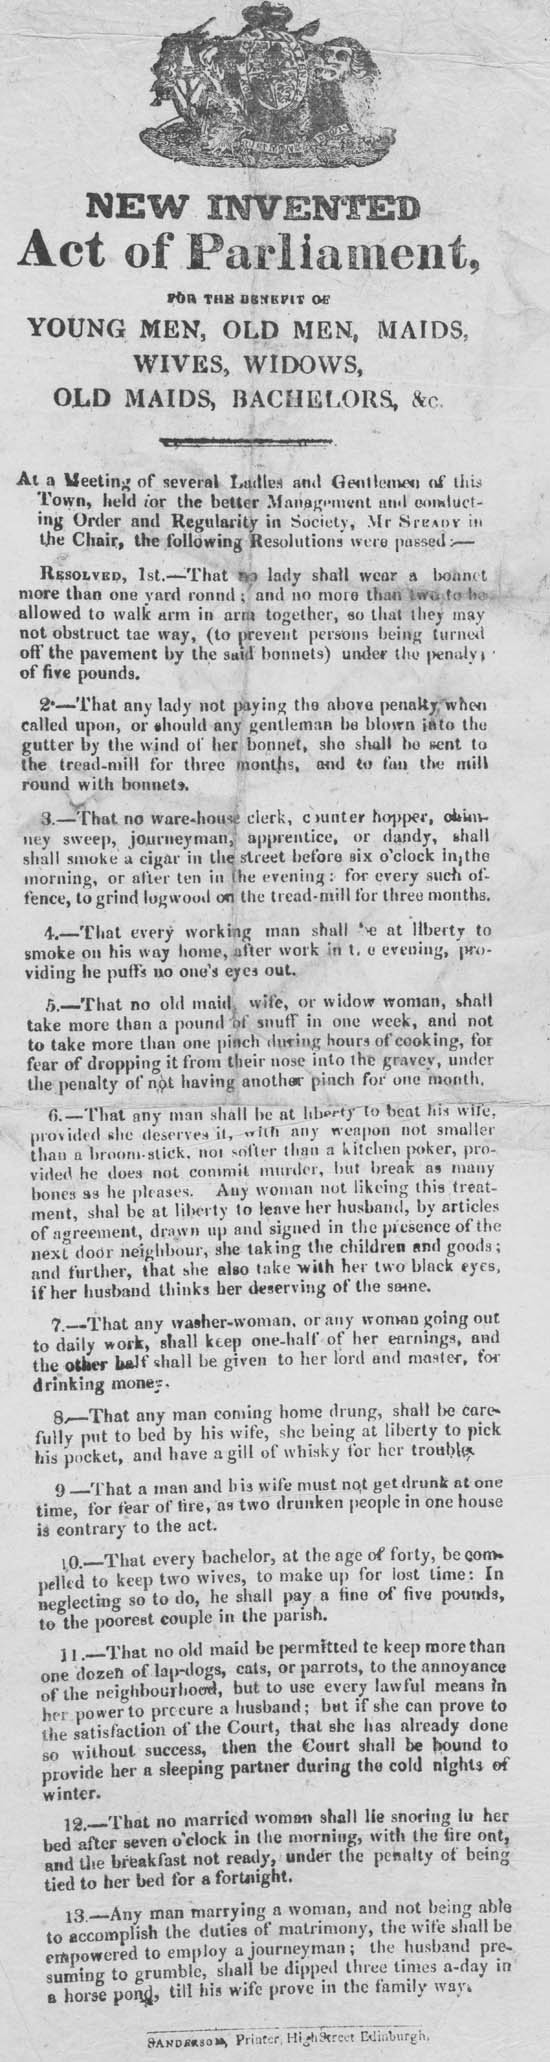 NEW INVENTED
Act of Parliament,
FOR THE BENEFIT OF
YOUNG MEN, OLD MEN, MAIDS,
WIVES, WIDOWS,
OLD MAIDS, BACHELORS, &c.
At a Meeting of several Ladies and Gentlemen of this
Town, held for the better Management and conduct-
ing Order and Regularity in Society, Mr STEADY in
the Chair, the following Resolutions were passed:—
RESOLVED, 1st.—That no lady shall wear a bonnet
more than one yard ronnd; and no more than two to be
allowed to walk arm in arm together, so that they may
not obstruct tae way, (to prevent persons being turned
off the pavement by the said bonnets) under the penaly;
of five pounds.
2.—That any lady not paying the above penalty, when
called upon, or should any gentleman be blown into the
gutter by the wind of her bonnet, she shall be sent to
the tread-mill for three months, and to fan the mill
round with bonnets.
3.—That no ware-house clerk, counter hopper, chim-
ney sweep, journeyman, apprentice, or dandy, shall
shall smoke a cigar in the street before six o'clock in the
morning, or after ten in the evening: for every such of-
fence, to grind logwood on the tread-mill for three months.
4.—That every working man shall be at liberty to
smoke on his way home, after work in t. e evening, pro-
viding he puffs no one's eyes out.
5.—That no old maid, wife, or widow woman, shall
take more than a pound of snuff in one week, and not
to take more than one pinch during hours of cooking, for
fear of dropping it from their nose into the gravey, under
the penalty of not having another pinch for one month.
6.—That any man shall be at liberty to beat his wife,
provided she deserves it, with any weapon not smaller
than a broom-stick, nor softer than a kitchen poker, pro-
vided he does not commit murder, but break as many
bones as he pleases. Any woman not likeing this treat-
ment, shal be at liberty to leave her husband, by articles
of agreement, drawn up and signed in the presence of the
next door neighbour, she taking the children and goods;
and further, that she also take with her two black eyes,
if her husband thinks her deserving of the same.
7.—That any washer-woman, or any woman going out
to daily work, shall keep one-half of her earnings, and
the other half shall be given to her lord and master, for
drinking money.
8.—That any man coming home drung, shall be care-
fully put to bed by his wife, she being at liberty to pick
his pocket, and have a gill of whisky for her trouble.
9 —That a man and his wife must not get drunk at one
time, for fear of fire, as two drunken people in one house
is contrary to the act.
10.—That every bachelor, at the age of forty, be com-
pelled to keep two wives, to make up for lost time: In
neglecting so to do, he shall pay a fine of five pounds,
to the poorest couple in the parish.
11.—That no old maid be permitted te keep more than
one dozen of lap-dogs, cats, or parrots, to the annoyance
of the neighbourhood, but to use every lawful means in
her power to precure a husband; but if she can prove to
the satisfaction of the Court, that she has already done
so without success, then the Court shall be bound to
provide her a sleeping partner during the cold nights of
winter.
12.—That no married woman shall lie snoring in her
bed after seven o'clock in the morning, with the fire ont,
and the breakfast not ready, under the penalty of being
tied to her bed for a fortnight.
13.—Any man marrying a woman, and not being able
to accomplish the duties of matrimony, the wife shall be
empowered to employ a journeyman; the husband pre-
suming to grumble, shall be dipped three times a-day in
a horse pond, till his wife prove in the family way.
SANDERSON, Printer, High Street Edinburgh.